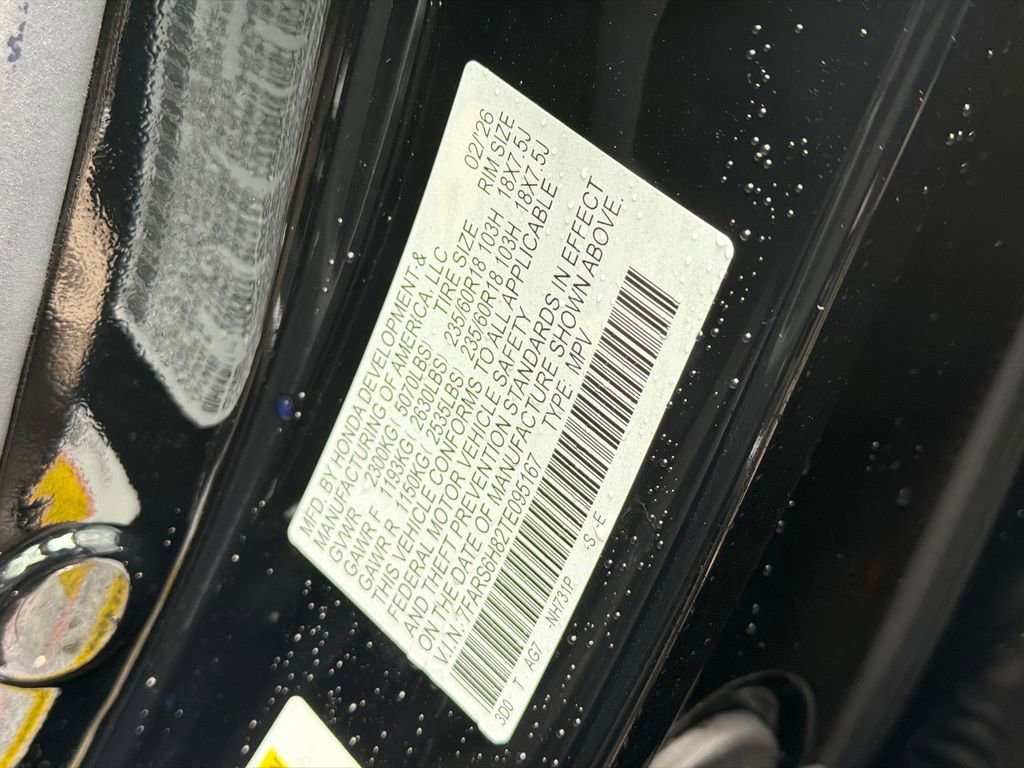 MFD. BY HONDA DEVELOPMENT & 02/26
MANUFACTURING OF AMERICA, LLC
GVWR 2300KG( 5070LBS) TIRE SIZE RIM SIZE
GAWR F 1193KG( 2630LBS) 235/60R18 103H 18X7.5J
GAWR R 1150KG( 2535LBS) 235/60R18 103H 18X7.5J
THIS VEHICLE CONFORMS TO ALL APPLICABLE
FEDERAL MOTOR VEHICLE SAFETY
AND THEFT PREVENTION STANDARDS IN EFFECT
ON THE DATE OF MANUFACTURE SHOWN ABOVE.
V.I.N. 7FARS6H82TE095167 TYPE: MPV
3D0 T AG7 NH731P -S -E